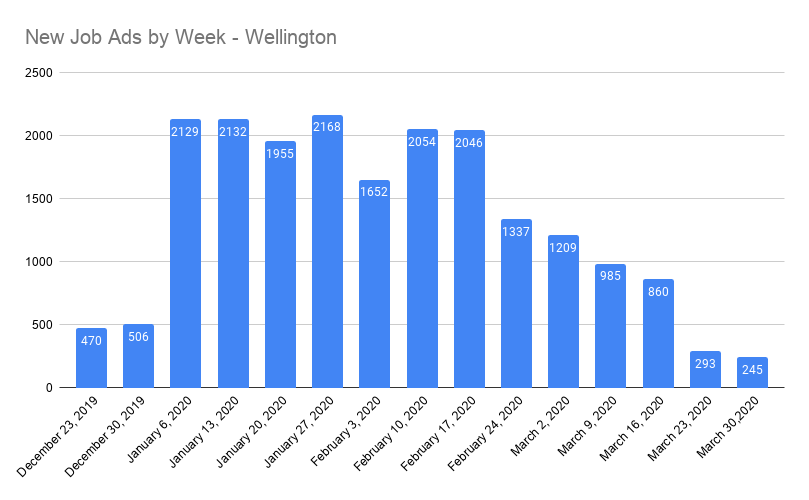 New Job Ads by Week - Wellington
2500
2000
1500
1000
500
0
470
506
2129
2132
1955
2168
1652
2054
2046
1337
1209
985
860
293
245
December 23, 2019
December 30, 2019
January 6, 2020
January 13, 2020
January 20, 2020
January 27, 2020
February 3, 2020
February 10, 2020
February 17, 2020
February 24, 2020
March 2, 2020
March 9, 2020
March 16, 2020
March 23, 2020
March 30,2020